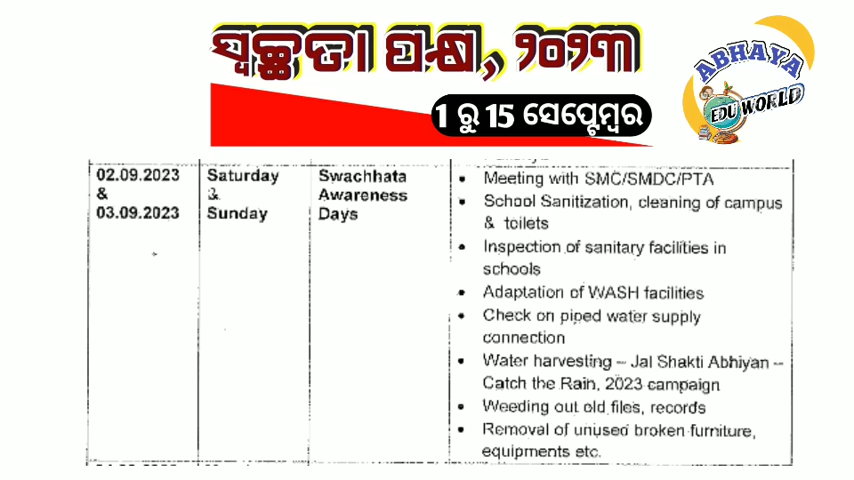 ସ୍ୱଚ୍ଛତା ପକ୍ଷ, ୨୦୨୩
1 ରୁ 15 ସେପ୍ଟେମ୍ବର
ABHAYA
EDU WORLD
02.09.2023
&
03.09.2023
Saturday
&
Sunday
Swachhata
Awareness
Days
• Meeting with SMC/SMDC/PTA
• School Sanitization, cleaning of campus
& toilets
• Inspection of sanitary facilities in
schools
• Adaptation of WASH facilities
• Check on piped water supply
connection
• Water harvesting – Jal Shakti Abhiyan –
Catch the Rain, 2023 campaign
• Weeding out old files, records
• Removal of unused broken furniture,
equipments etc.